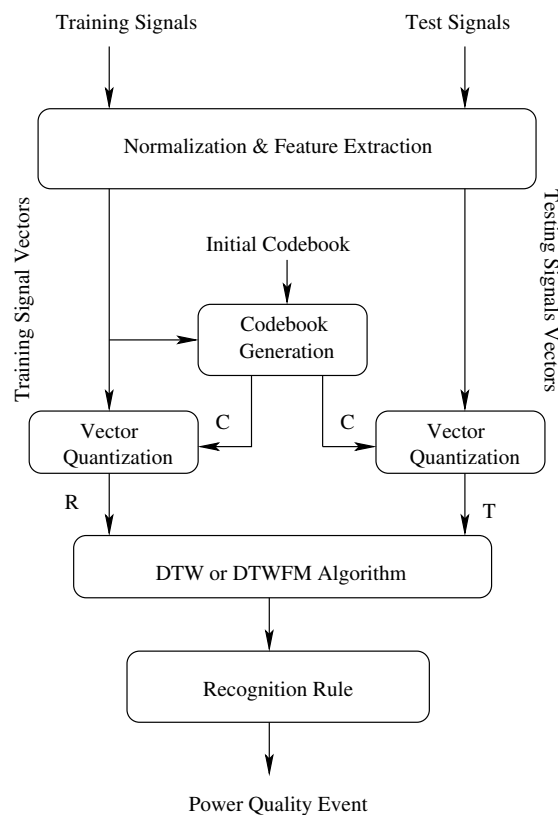 Training Signals
Test Signals
Normalization & Feature Extraction
Training Signal Vectors
Testing Signals Vectors
Initial Codebook
Codebook
Generation
C
C
Vector
Quantization
Vector
Quantization
R
T
DTW or DTWFM Algorithm
Recognition Rule
Power Quality Event